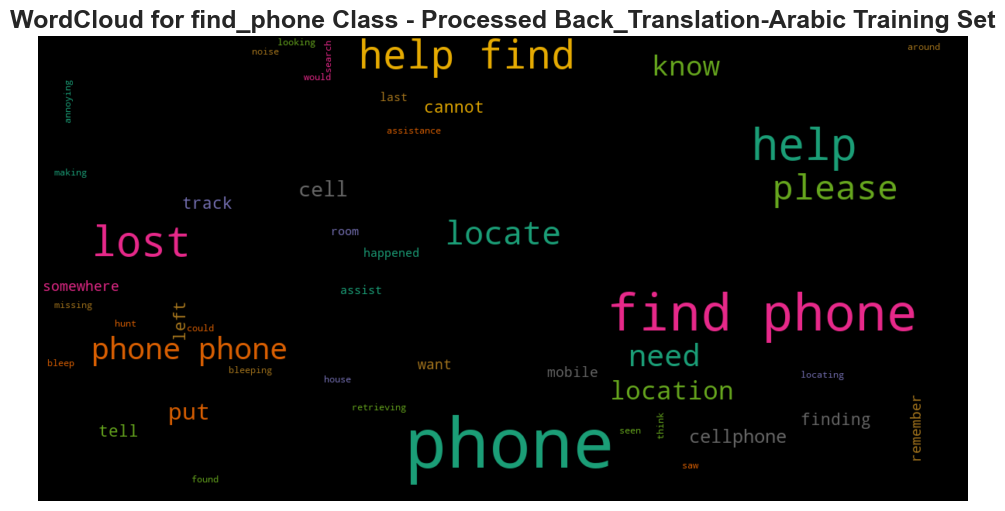 WordCloud for find_phone Class - Processed Back_Translation-Arabic Training Set
looking
noise
search
would
help find
know
around
annoying
last
cannot
assistance
help
please
making
cell
track
room
locate
happened
lost
somewhere
assist
missing
left
hunt
could
phone phone
bleep
bleeping
find phone
need
want
mobile
house
locating
location
put
retrieving
tell
phone
seen
think
cellphone
finding
remember
saw
found